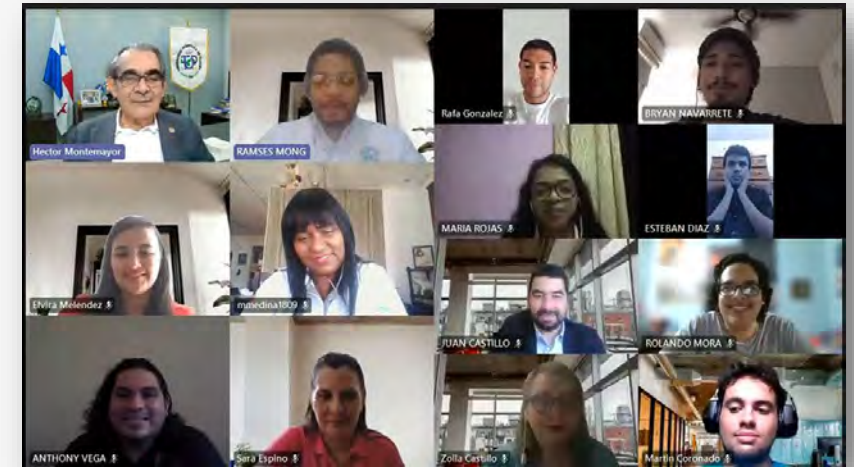 Hector Montemayor
RAMSES MONG
Rafa Gonzalez
BRYAN NAVARRETE
MARIA ROJAS
ESTEBAN DIAZ
Elvira Melendez
mmedina1809
JUAN CASTILLO
ROLANDO MORA
ANTHONY VEGA
Sara Espino
Zolla Castillo
Martin Coronado